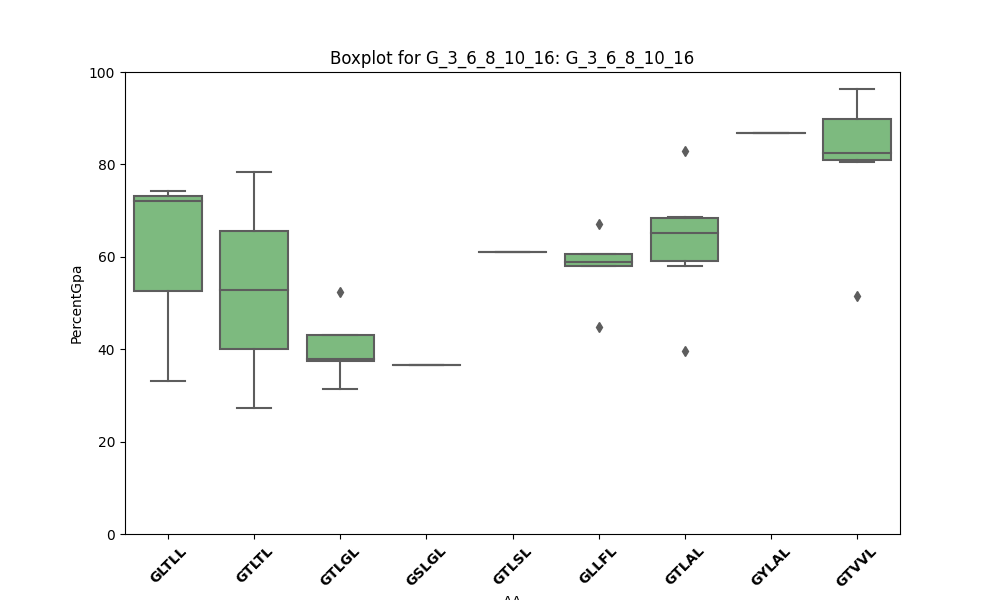 Boxplot for G_3_6_8_10_16: G_3_6_8_10_16
100
80
60
40
20
0
PercentGpa
GLTLL
GTLTL
GTLGL
GSLGL
GTLSL
GLLFL
GTLAL
GYLAL
GTVVL
AA